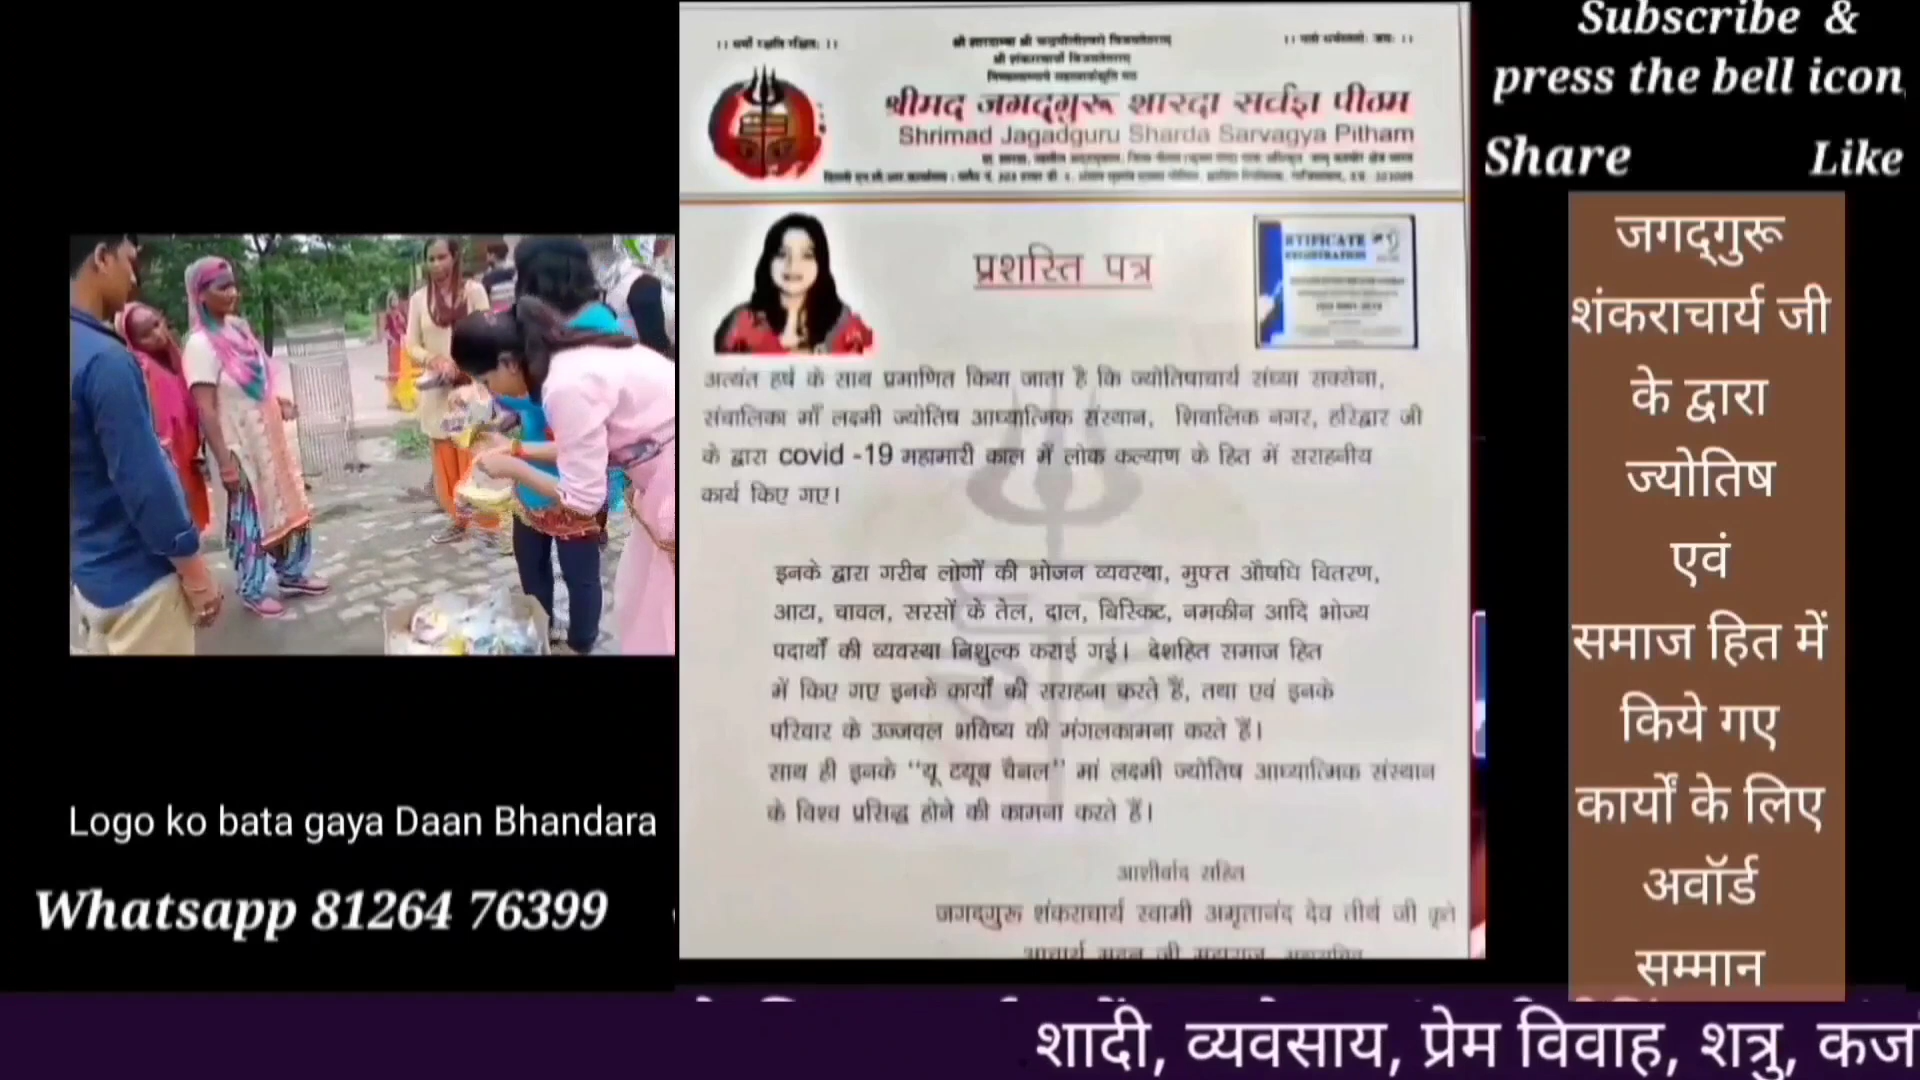 Subscribe &
press the bell icon,
Share Like
।। धर्मो रक्षति रक्षितः ।।
श्रीमद जगद्गुरू शारदा सर्वज्ञ पीठम
Shrimad Jagadguru Sharda Sarvagya Pitham
प्रशस्ति पत्र
अत्यंत हर्ष के साथ प्रमाणित किया जाता है कि ज्योतिषाचार्य संध्या सक्सेना,
संचालिका माँ लक्ष्मी ज्योतिष आध्यात्मिक संस्थान, शिवालिक नगर, हरिद्वार जी
के द्वारा covid -19 महामारी काल में लोक कल्याण के हित में सराहनीय
कार्य किए गए।
इनके द्वारा गरीब लोगों की भोजन व्यवस्था, मुफ्त औषधि वितरण,
आटा, चावल, सरसों के तेल, दाल, बिस्किट, नमकीन आदि भोज्य
पदार्थों की व्यवस्था निशुल्क कराई गई। देशहित समाज हित
में किए गए इनके कार्यों की सराहना करते हैं, तथा एवं इनके
परिवार के उज्जवल भविष्य की मंगलकामना करते हैं।
साथ ही इनके "यू ट्यूब चैनल" मां लक्ष्मी ज्योतिष आध्यात्मिक संस्थान
के विश्व प्रसिद्ध होने की कामना करते हैं।
आशीर्वाद सहित
जगद्गुरू शंकराचार्य स्वामी अमृतानंद देव तीर्थ जी कृते
जगद्गुरू
शंकराचार्य जी
के द्वारा
ज्योतिष
एवं
समाज हित में
किये गए
कार्यों के लिए
अवॉर्ड
सम्मान
Logo ko bata gaya Daan Bhandara
Whatsapp 81264 76399
शादी, व्यवसाय, प्रेम विवाह, शत्रु,